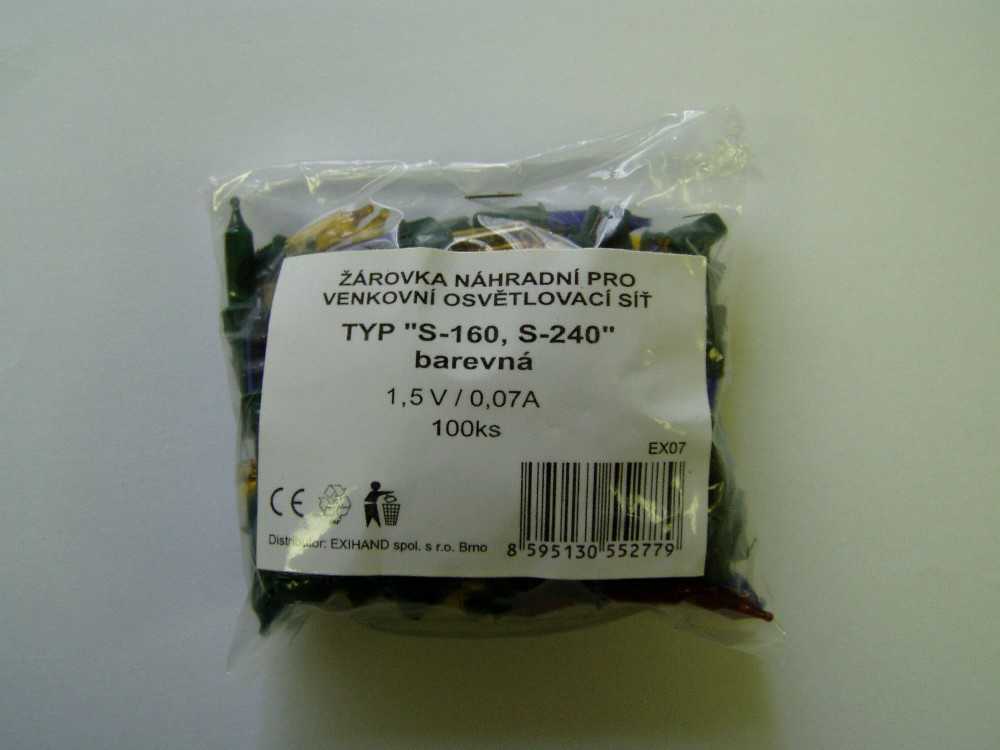 ŽÁROVKA NÁHRADNÍ PRO
VENKOVNÍ OSVĚTLOVACÍ SÍŤ
TYP "S-160, S-240"
barevná
1,5 V / 0,07A
100ks
EX07
CE
Distributor: EXIHAND spol. s r.o. Brno
8 595130 552779